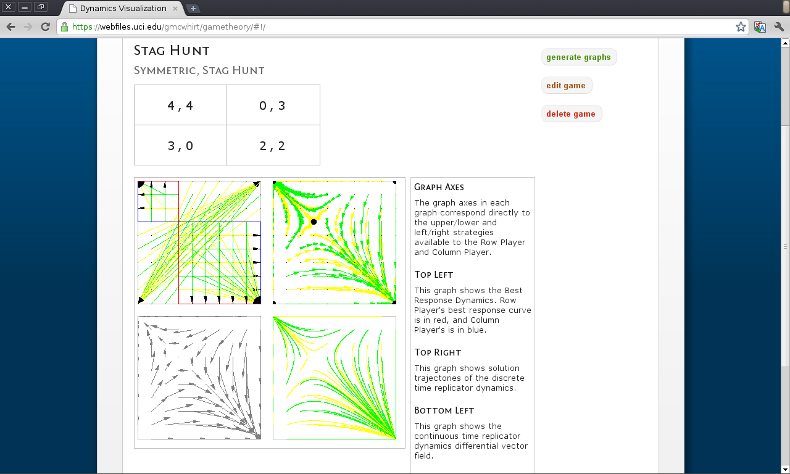 Dynamics Visualization
https://webfiles.uci.edu/gmcwhirt/gametheory/#1/
Stag Hunt
Symmetric, Stag Hunt
4 , 4
0 , 3
3 , 0
2 , 2
generate graphs
edit game
delete game
Graph Axes
The graph axes in each
graph correspond directly to
the upper/lower and
left/right strategies
available to the Row Player
and Column Player.
Top Left
This graph shows the Best
Response Dynamics. Row
Player's best response curve
is in red, and Column
Player's is in blue.
Top Right
This graph shows solution
trajectories of the discrete
time replicator dynamics.
Bottom Left
This graph shows the
continuous time replicator
dynamics differential vector
field.